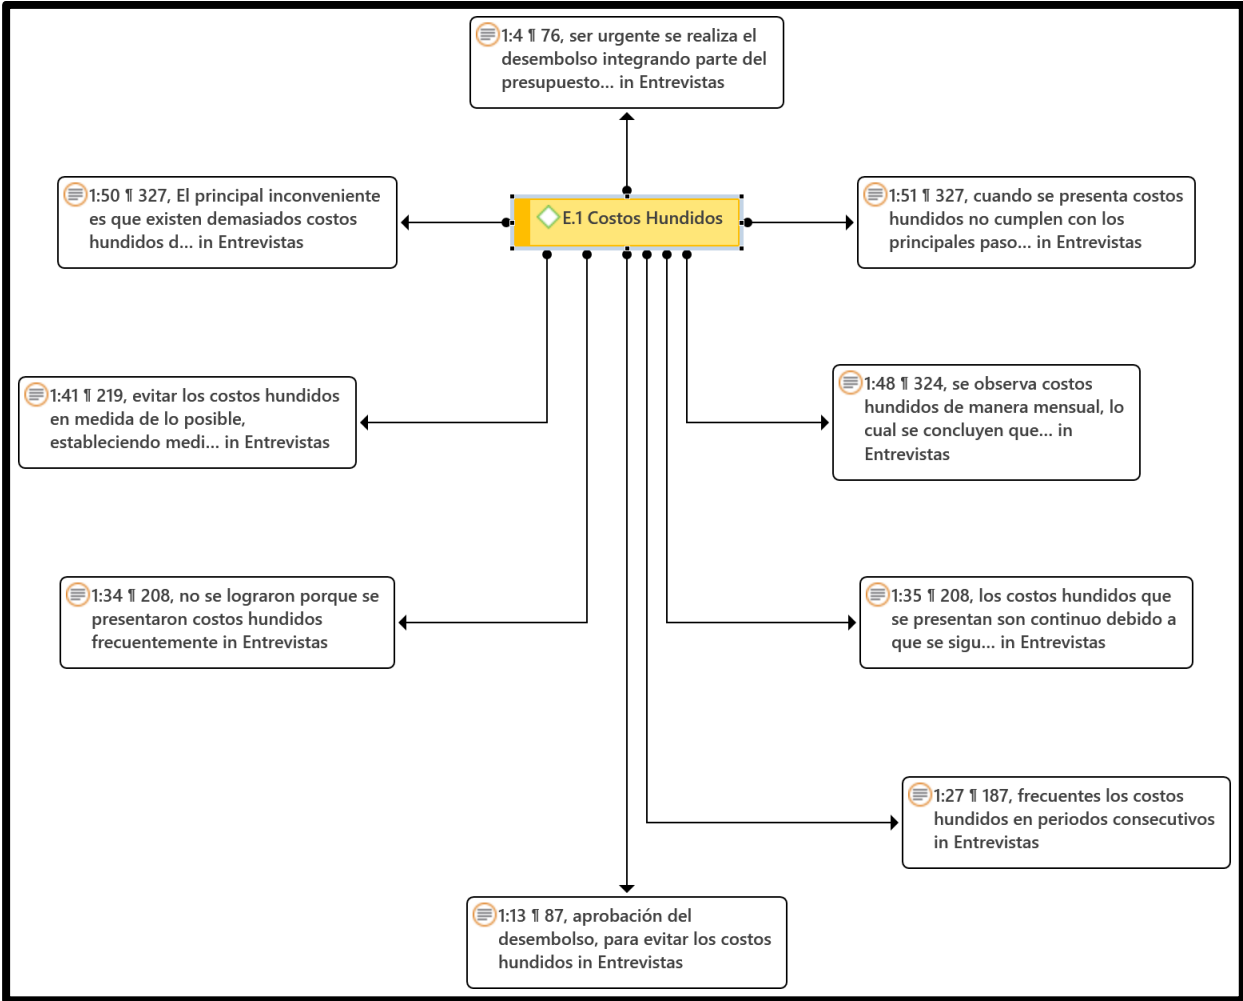 1:4 ¶ 76, ser urgente se realiza el
desembolso integrando parte del
presupuesto... in Entrevistas
1:50 ¶ 327, El principal inconveniente
es que existen demasiados costos
hundidos d... in Entrevistas
E.1 Costos Hundidos
1:51 ¶ 327, cuando se presenta costos
hundidos no cumplen con los
principales paso... in Entrevistas
1:41 ¶ 219, evitar los costos hundidos
en medida de lo posible,
estableciendo medi... in Entrevistas
1:48 ¶ 324, se observa costos
hundidos de manera mensual, lo
cual se concluyen que... in
Entrevistas
1:34 ¶ 208, no se lograron porque se
presentaron costos hundidos
frecuentemente in Entrevistas
1:35 ¶ 208, los costos hundidos que
se presentan son continuo debido a
que se sigu... in Entrevistas
1:27 ¶ 187, frecuentes los costos
hundidos en periodos consecutivos
in Entrevistas
1:13 ¶ 87, aprobación del
desembolso, para evitar los costos
hundidos in Entrevistas